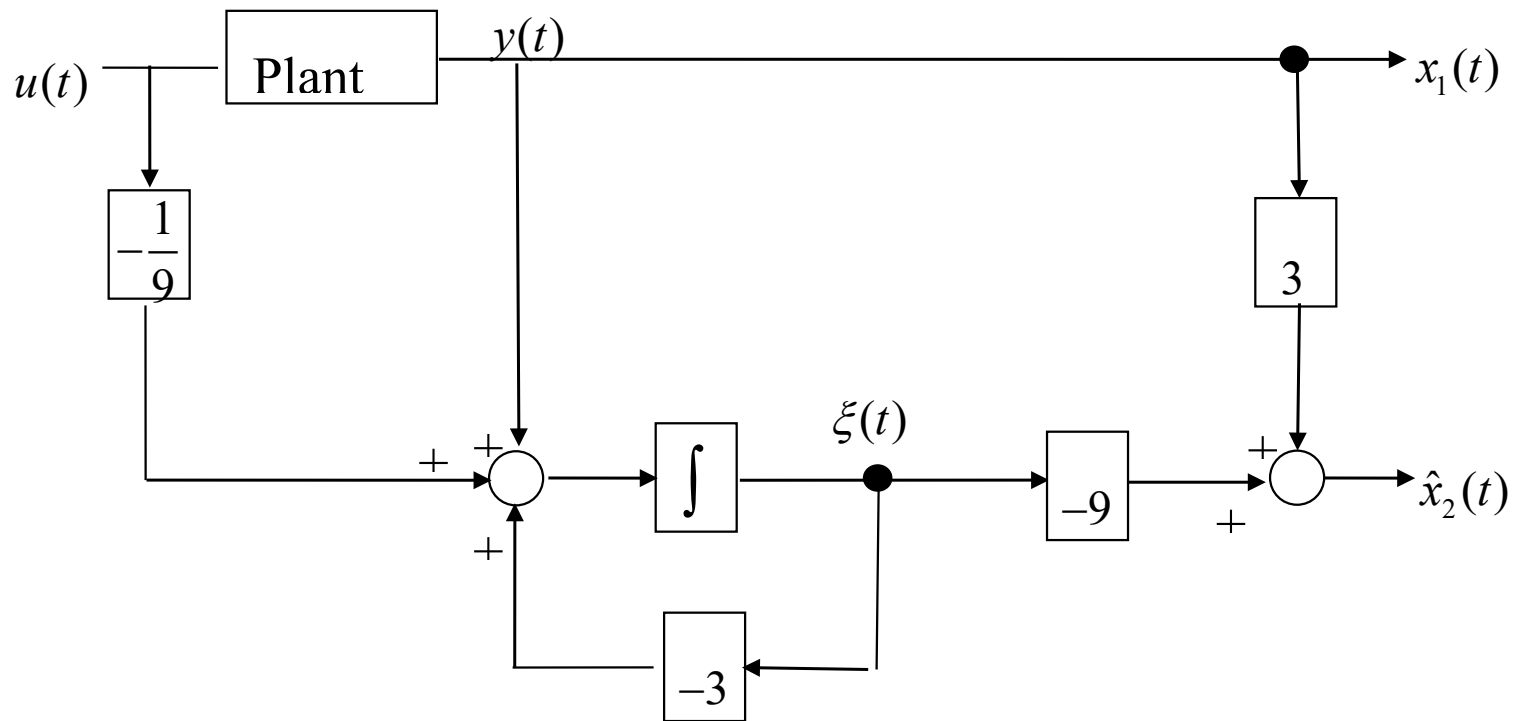 y(t)
u(t)
Plant
x₁(t)
−1/9
3
+
+
+
∫
ξ(t)
−9
+
+
x̂₂(t)
−3